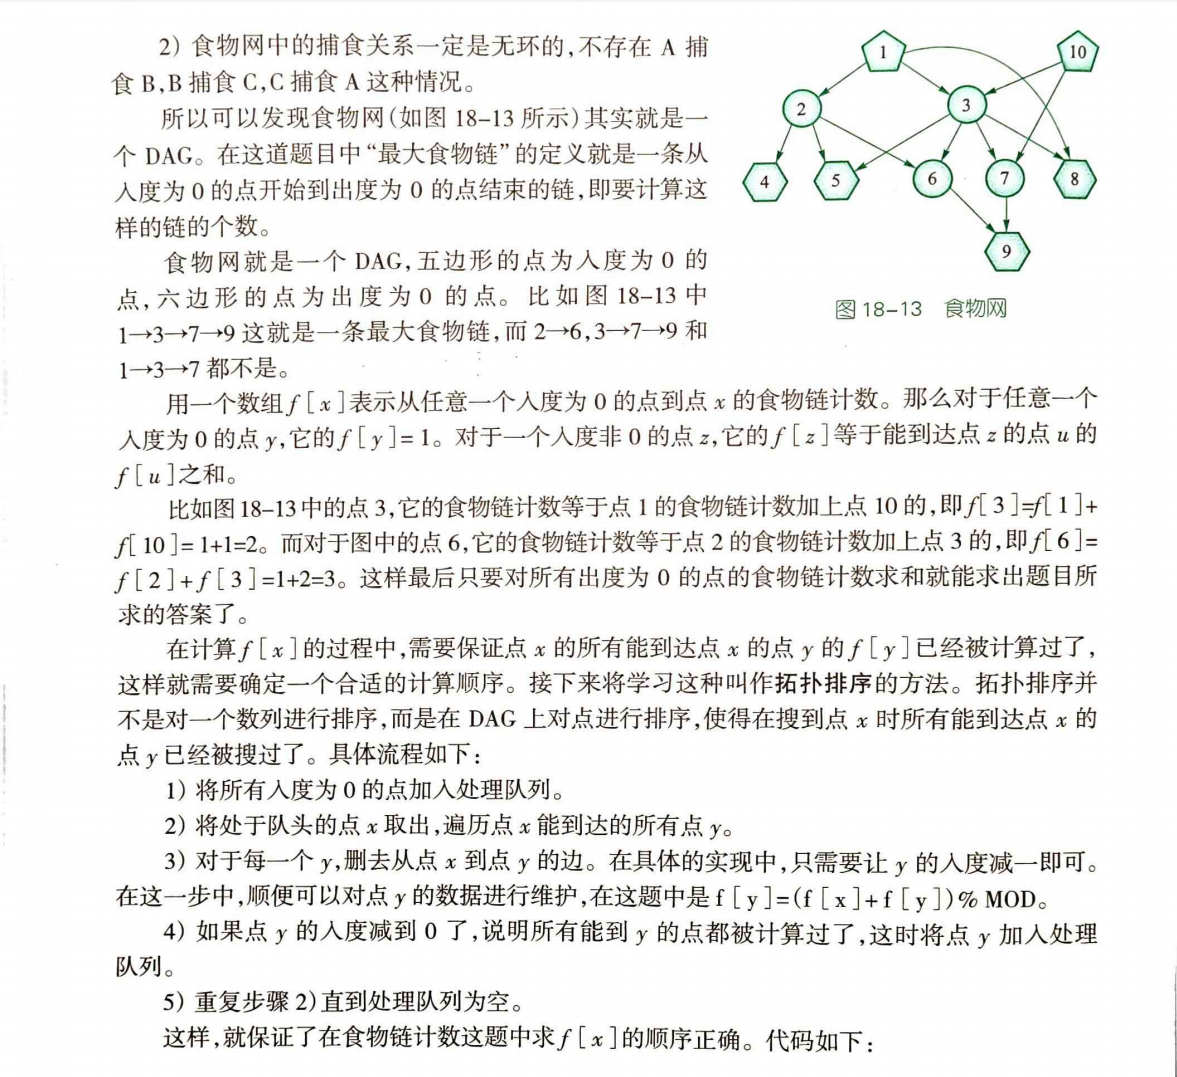 2) 食物网中的捕食关系一定是无环的,不存在 A 捕
食 B,B 捕食 C,C 捕食 A 这种情况。
所以可以发现食物网(如图 18-13 所示)其实就是一
个 DAG。在这道题目中“最大食物链”的定义就是一条从
入度为 0 的点开始到出度为 0 的点结束的链,即要计算这
样的链的个数。
食物网就是一个 DAG,五边形的点为入度为 0 的
点,六边形的点为出度为 0 的点。比如图 18-13 中
1→3→7→9 这就是一条最大食物链,而 2→6,3→7→9 和
1→3→7 都不是。
1
10
2
3
4
5
6
7
8
9
图 18-13 食物网
用一个数组 f[x]表示从任意一个入度为 0 的点到点 x 的食物链计数。那么对于任意一个
入度为 0 的点 y,它的 f[y]=1。对于一个入度非 0 的点 z,它的 f[z]等于能到达点 z 的点 u 的
f[u]之和。
比如图 18-13 中的点 3,它的食物链计数等于点 1 的食物链计数加上点 10 的,即 f[3]=f[1]+
f[10]=1+1=2。而对于图中的点 6,它的食物链计数等于点 2 的食物链计数加上点 3 的,即 f[6]=
f[2]+f[3]=1+2=3。这样最后只要对所有出度为 0 的点的食物链计数求和就能求出题目所
求的答案了。
在计算 f[x]的过程中,需要保证点 x 的所有能到达点 x 的点 y 的 f[y]已经被计算过了,
这样就需要确定一个合适的计算顺序。接下来将学习这种叫作拓扑排序的方法。拓扑排序并
不是对一个数列进行排序,而是在 DAG 上对点进行排序,使得在搜到点 x 时所有能到达点 x 的
点 y 已经被搜过了。具体流程如下:
1) 将所有入度为 0 的点加入处理队列。
2) 将处于队头的点 x 取出,遍历点 x 能到达的所有点 y。
3) 对于每一个 y,删去从点 x 到点 y 的边。在具体的实现中,只需要让 y 的入度减一即可。
在这一步中,顺便可以对点 y 的数据进行维护,在这题中是 f[y]=(f[x]+f[y])% MOD。
4) 如果点 y 的入度减到 0 了,说明所有能到 y 的点都被计算过了,这时将点 y 加入处理
队列。
5) 重复步骤 2)直到处理队列为空。
这样,就保证了在食物链计数这题中求 f[x]的顺序正确。代码如下: